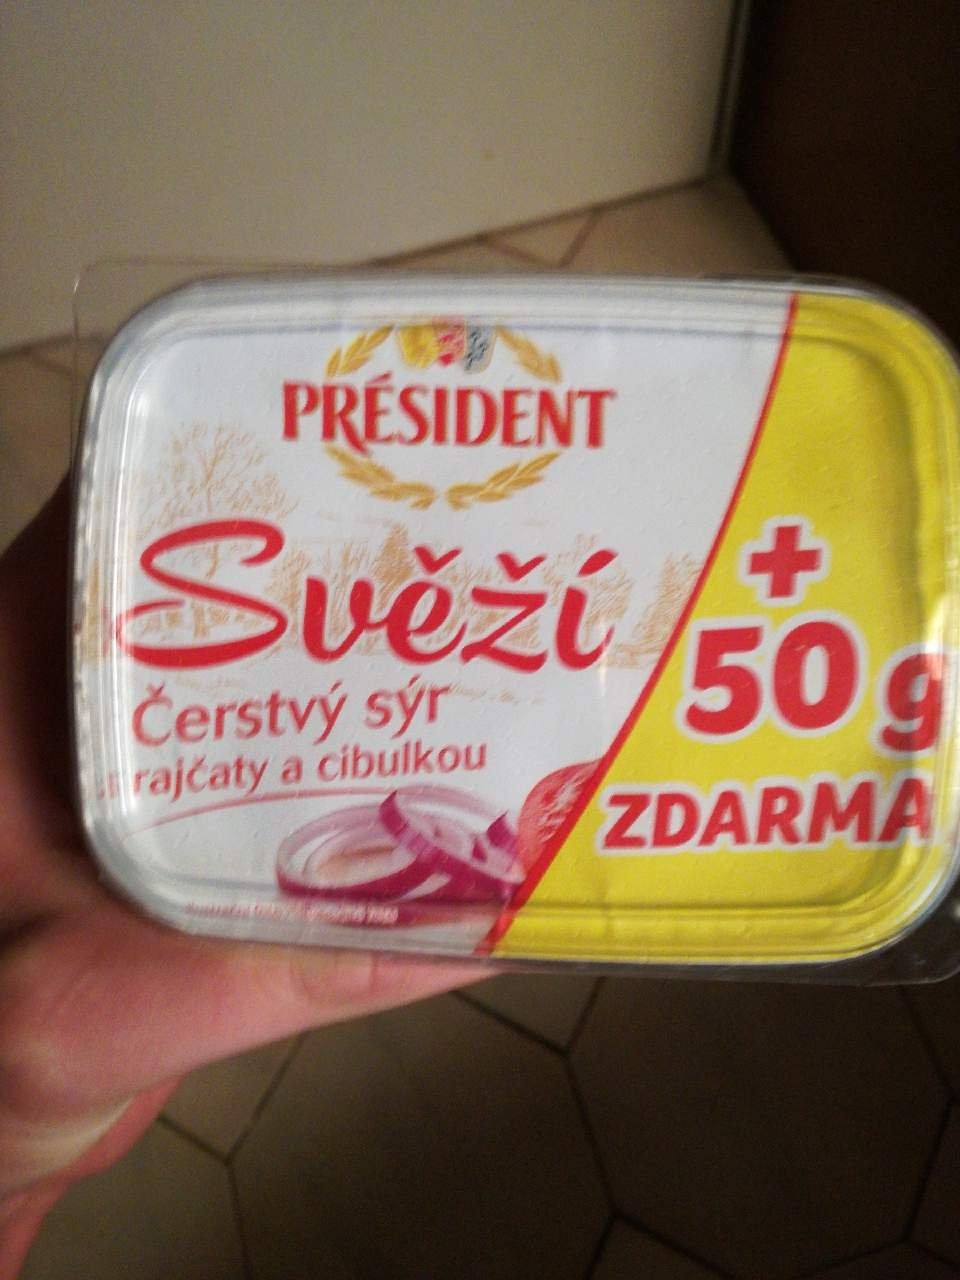 PRÉSIDENT
Svěží
Čerstvý sýr
rajčaty a cibulkou
+
50 g
ZDARMA